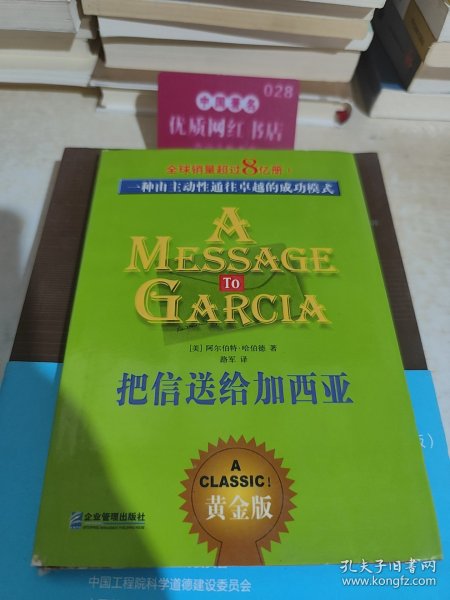 028
中国著名
优质网红书店
全球销量超过8亿册!
一种由主动性通往卓越的成功模式
A
MESSAGE
To
GARCIA
[美] 阿尔伯特·哈伯德 著
路军 译
把信送给加西亚
A
CLASSIC!
黄金版
企业管理出版社
版)
中国工程院科学道德建设委员会
孔夫子旧书网